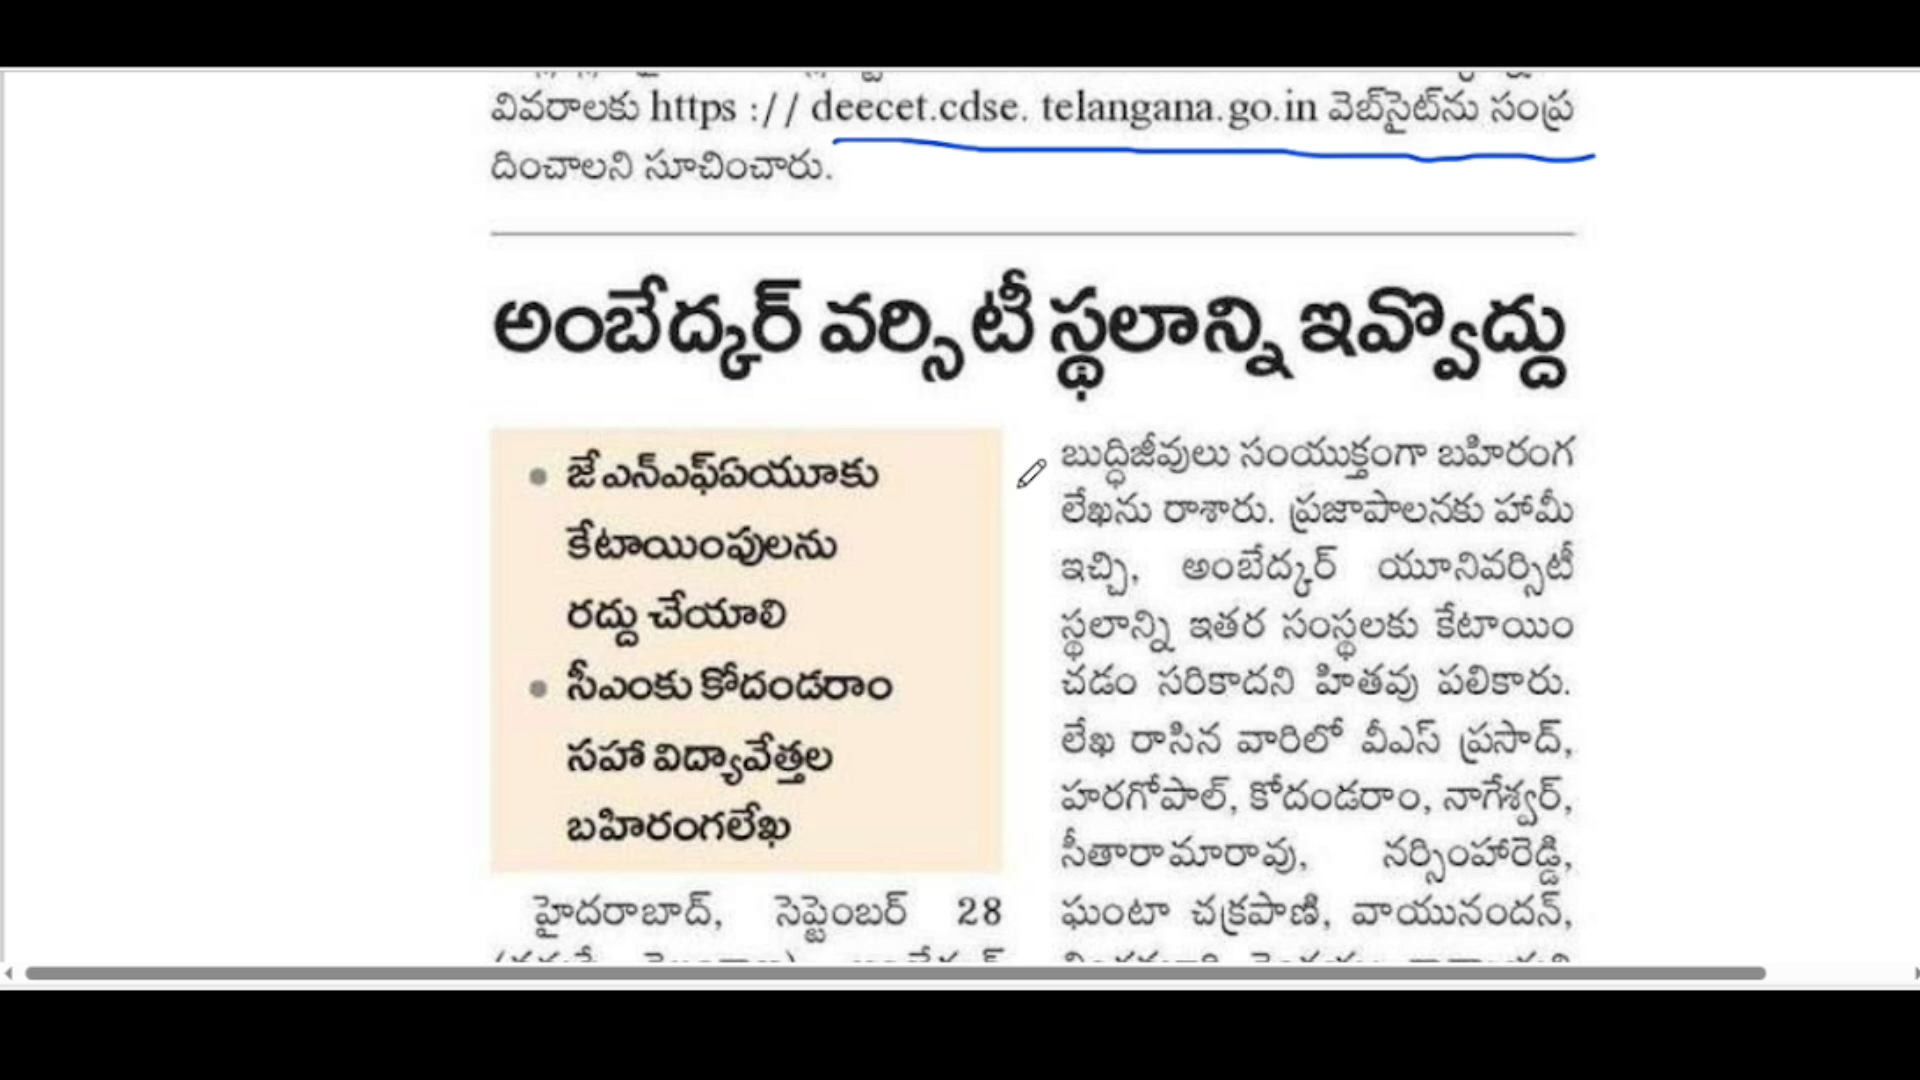 వివరాలకు https :// deecet.cdse. telangana.go.in వెబ్‌సైట్‌ను సంప్ర
దించాలని సూచించారు.
అంబేద్కర్ వర్సిటీ స్థలాన్ని ఇవ్వొద్దు
జేఎన్ఎఫ్ఏయూకు
కేటాయింపులను
రద్దు చేయాలి
సీఎంకు కోదండరాం
సహా విద్యావేత్తల
బహిరంగలేఖ
హైదరాబాద్, సెప్టెంబర్ 28
బుద్ధిజీవులు సంయుక్తంగా బహిరంగ
లేఖను రాశారు. ప్రజాపాలనకు హామీ
ఇచ్చి, అంబేద్కర్ యూనివర్సిటీ
స్థలాన్ని ఇతర సంస్థలకు కేటాయిం
చడం సరికాదని హితవు పలికారు.
లేఖ రాసిన వారిలో వీఎస్ ప్రసాద్,
హరగోపాల్, కోదండరాం, నాగేశ్వర్,
సీతారామారావు, నర్సింహారెడ్డి,
ఘంటా చక్రపాణి, వాయునందన్,